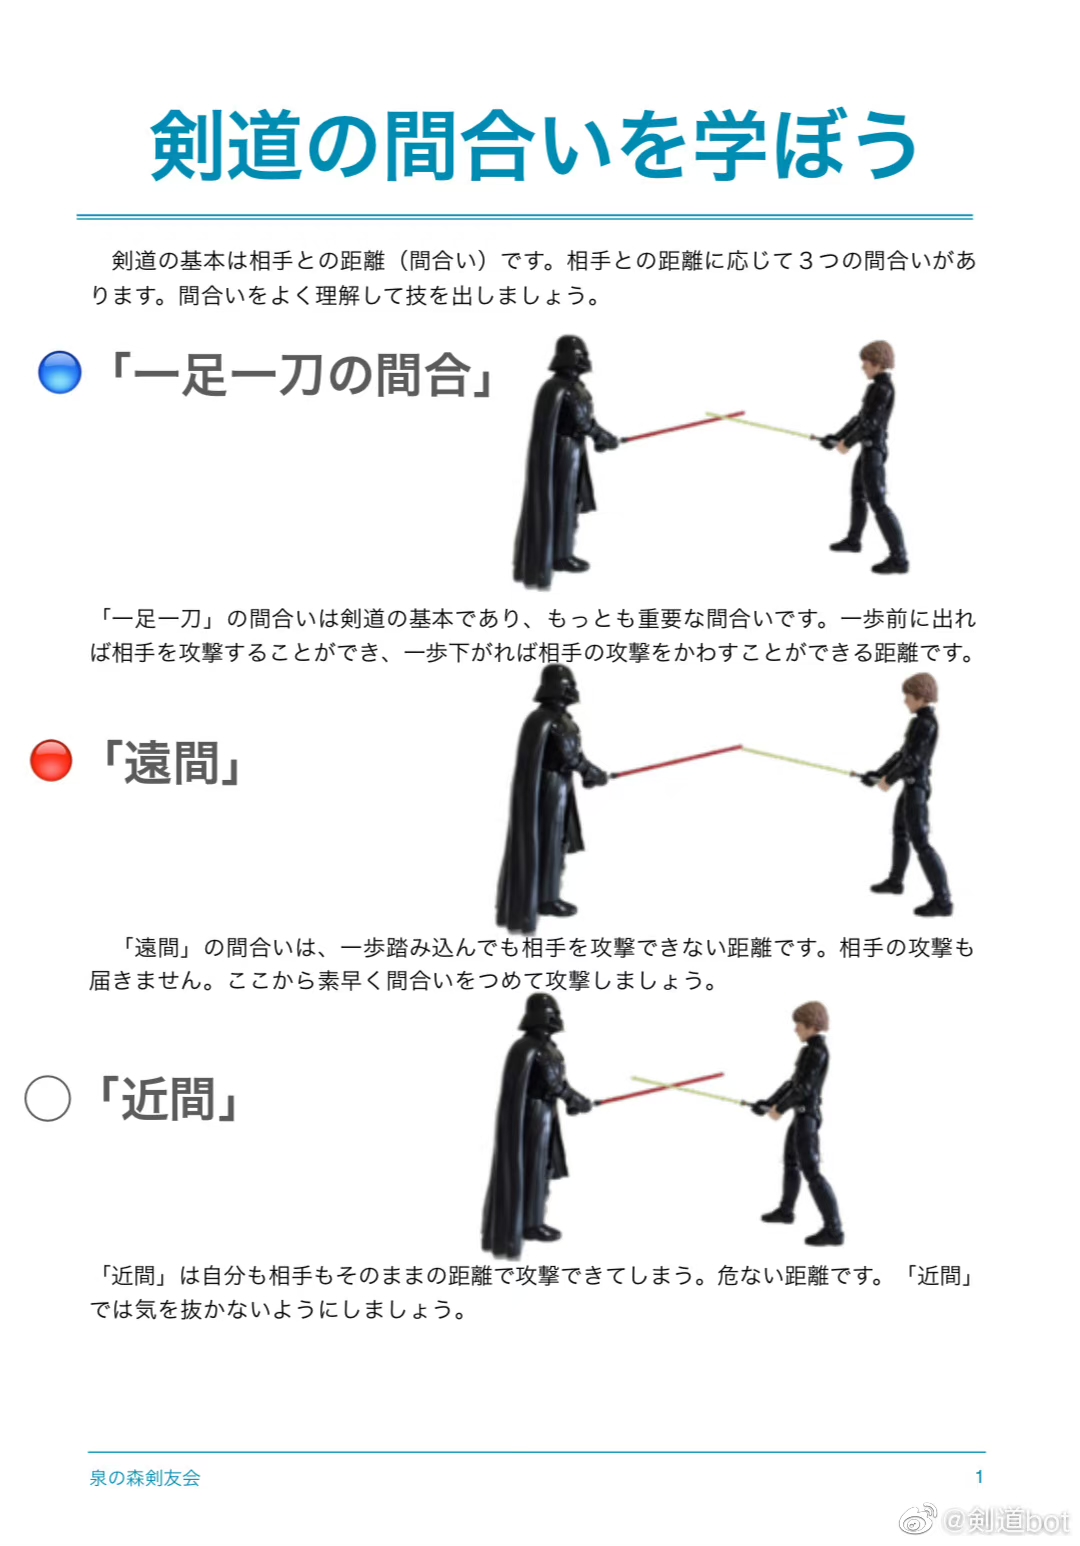 剣道の間合いを学ぼう
剣道の基本は相手との距離（間合い）です。相手との距離に応じて３つの間合いがあ
ります。間合いをよく理解して技を出しましょう。
「一足一刀の間合」
「一足一刀」の間合いは剣道の基本であり、もっとも重要な間合いです。一歩前に出れ
ば相手を攻撃することができ、一歩下がれば相手の攻撃をかわすことができる距離です。
「遠間」
「遠間」の間合いは、一歩踏み込んでも相手を攻撃できない距離です。相手の攻撃も
届きません。ここから素早く間合いをつめて攻撃しましょう。
「近間」
「近間」は自分も相手もそのままの距離で攻撃できてしまう。危ない距離です。「近間」
では気を抜かないようにしましょう。
泉の森剣友会
1
@剣道bot